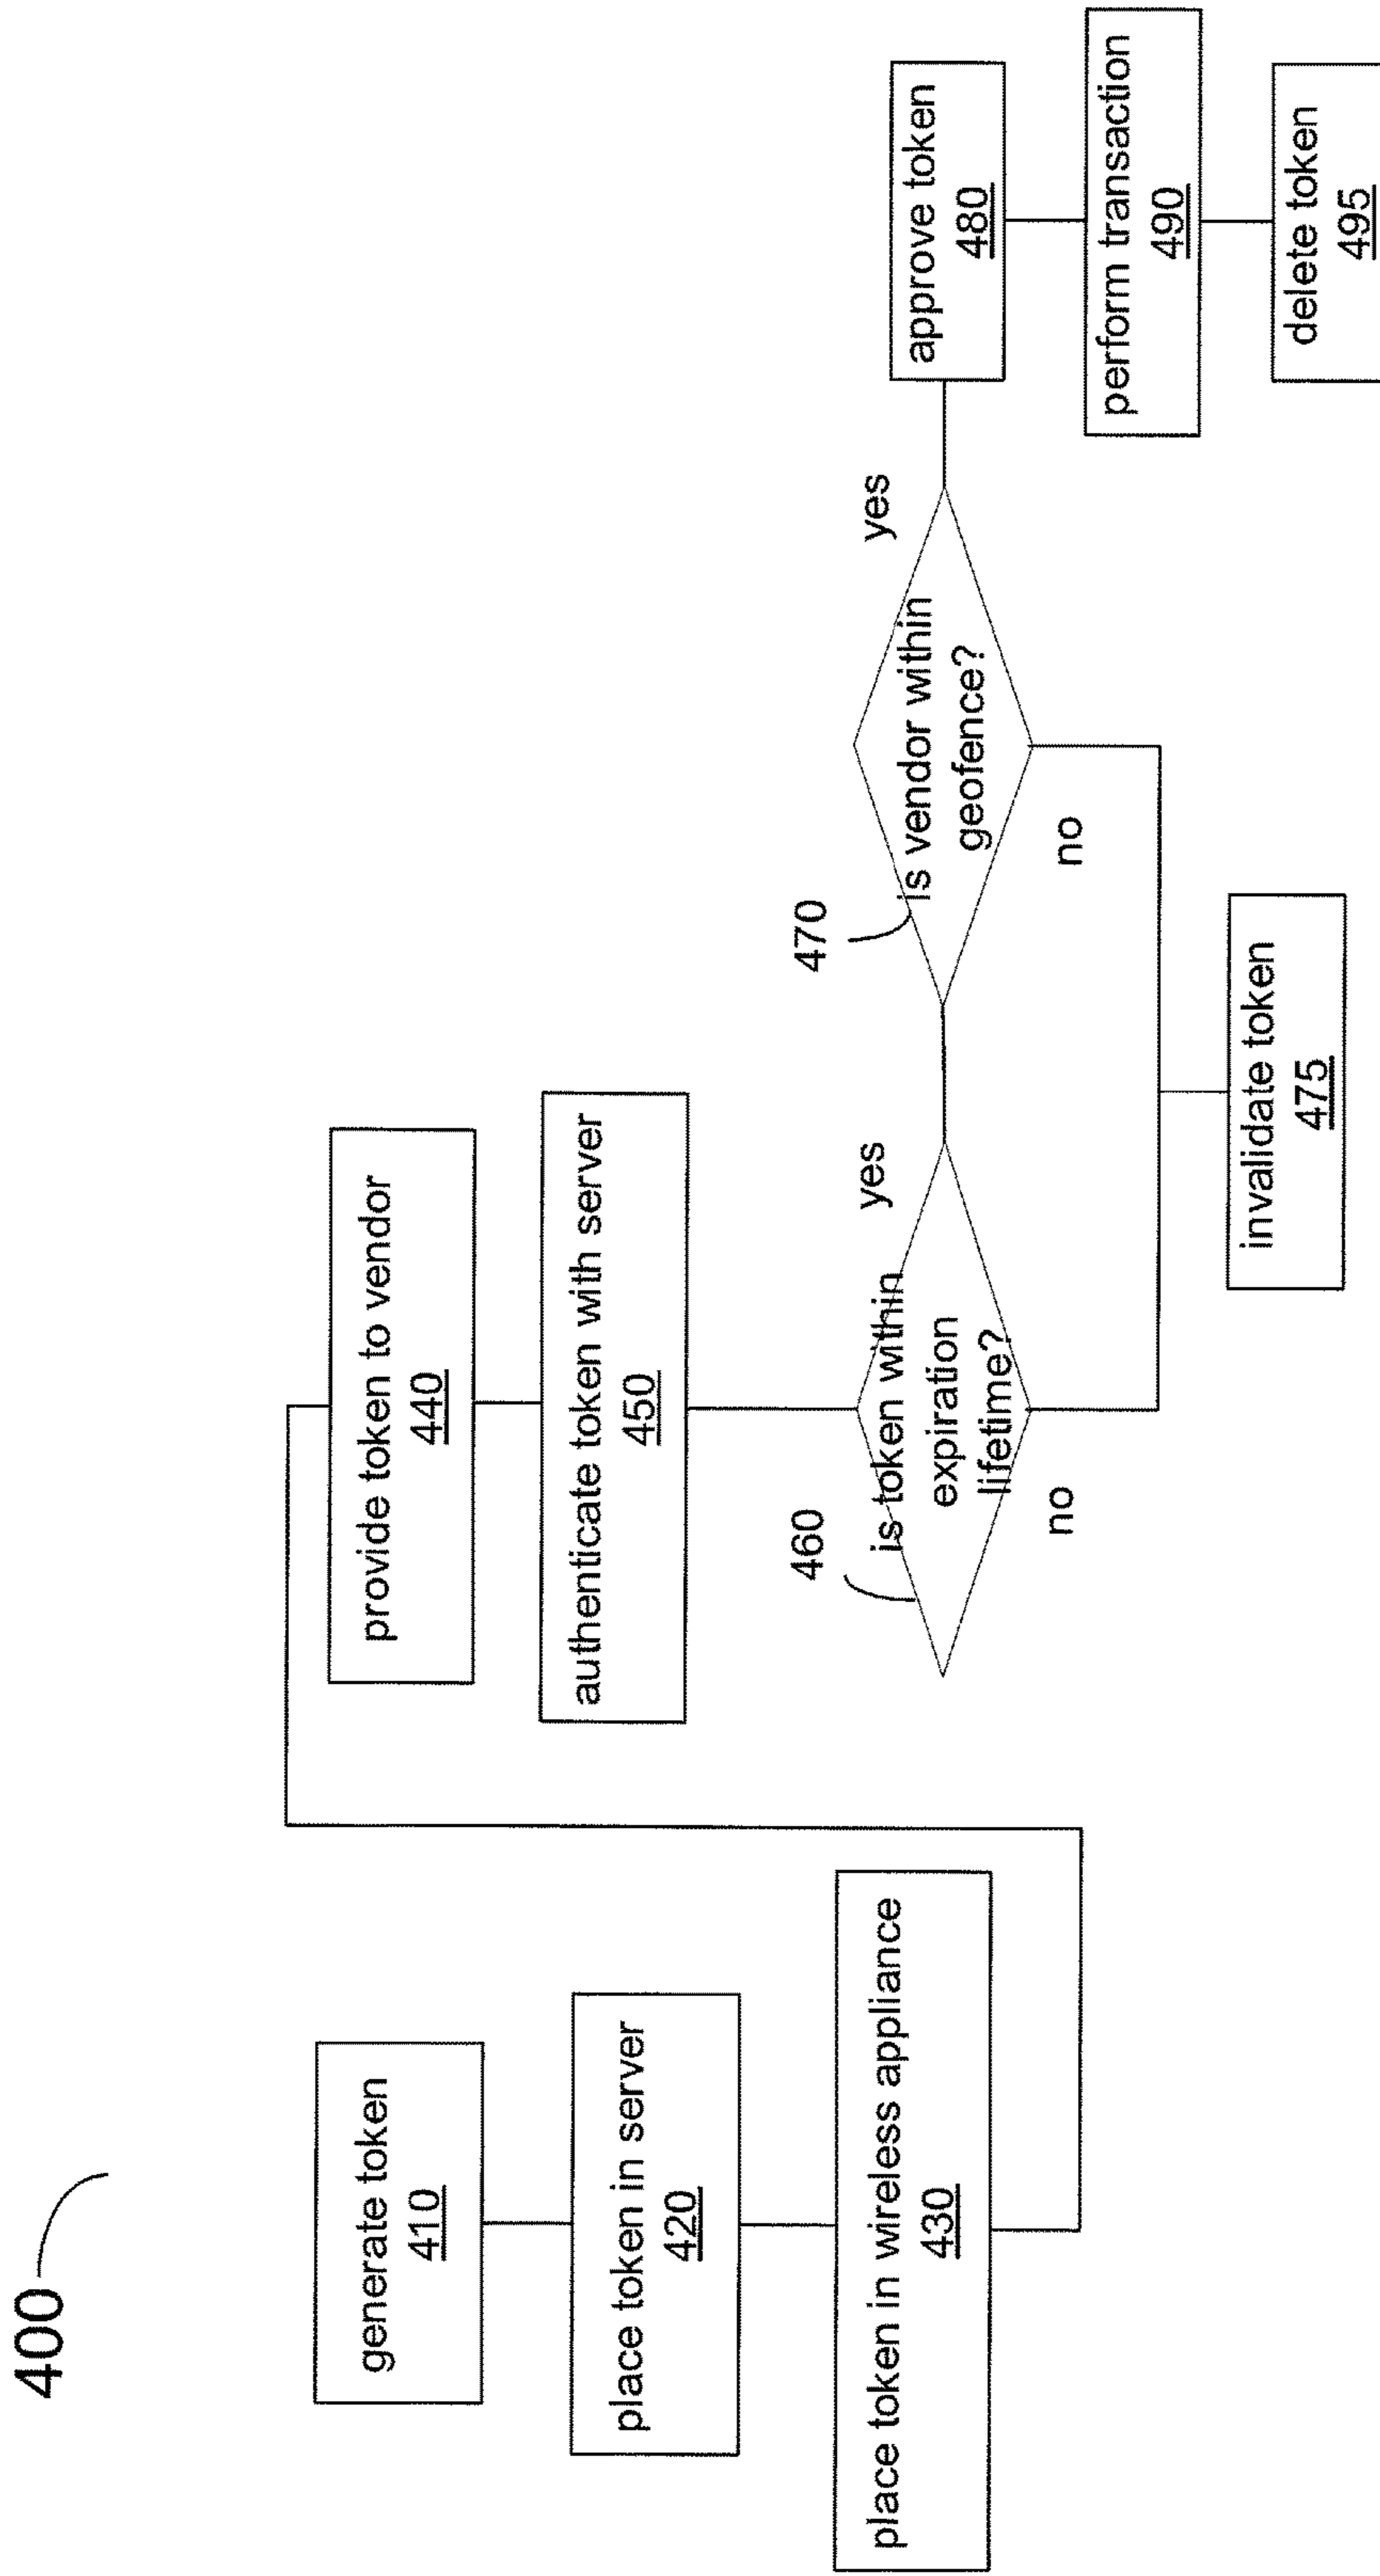 400
generate token
410
place token in server
420
place token in wireless appliance
430
provide token to vendor
440
authenticate token with server
450
460
is token within
expiration
lifetime?
yes
no
470
is vendor within
geofence?
yes
no
invalidate token
475
approve token
480
perform transaction
490
delete token
495